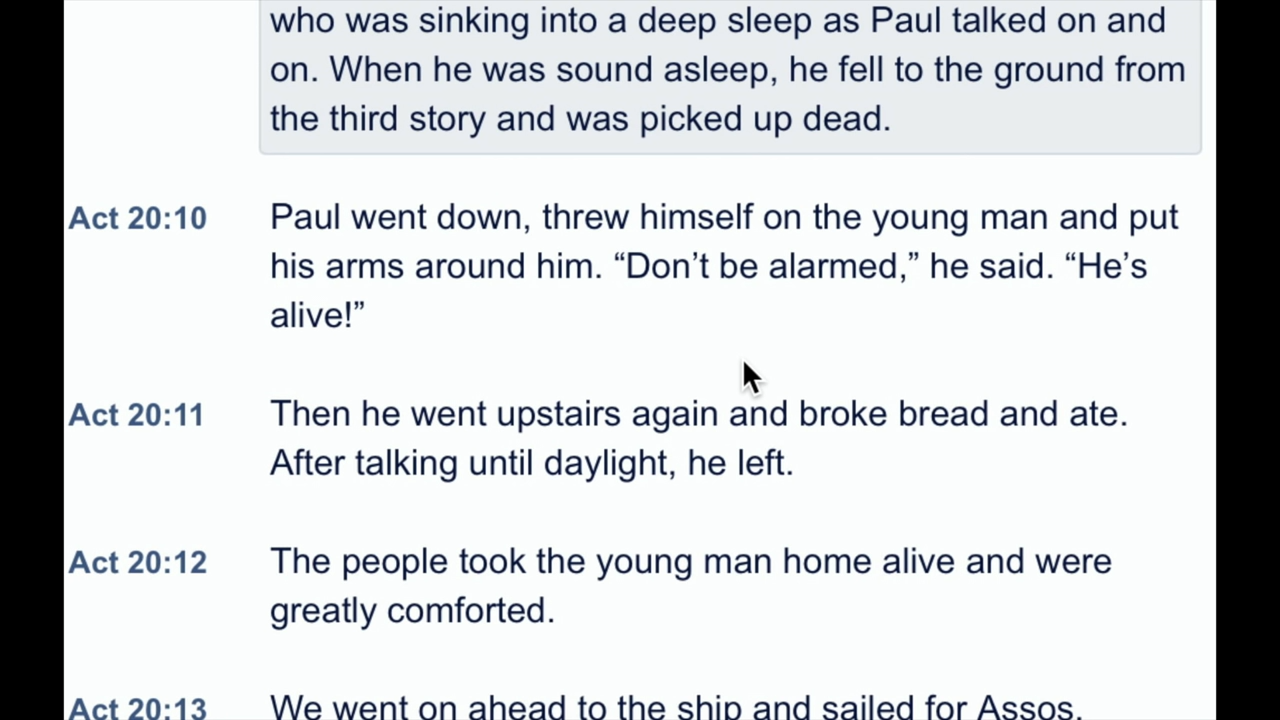 who was sinking into a deep sleep as Paul talked on and
on. When he was sound asleep, he fell to the ground from
the third story and was picked up dead.
Act 20:10 Paul went down, threw himself on the young man and put
his arms around him. “Don’t be alarmed,” he said. “He’s
alive!”
Act 20:11 Then he went upstairs again and broke bread and ate.
After talking until daylight, he left.
Act 20:12 The people took the young man home alive and were
greatly comforted.
Act 20:13 We went on ahead to the ship and sailed for Assos,